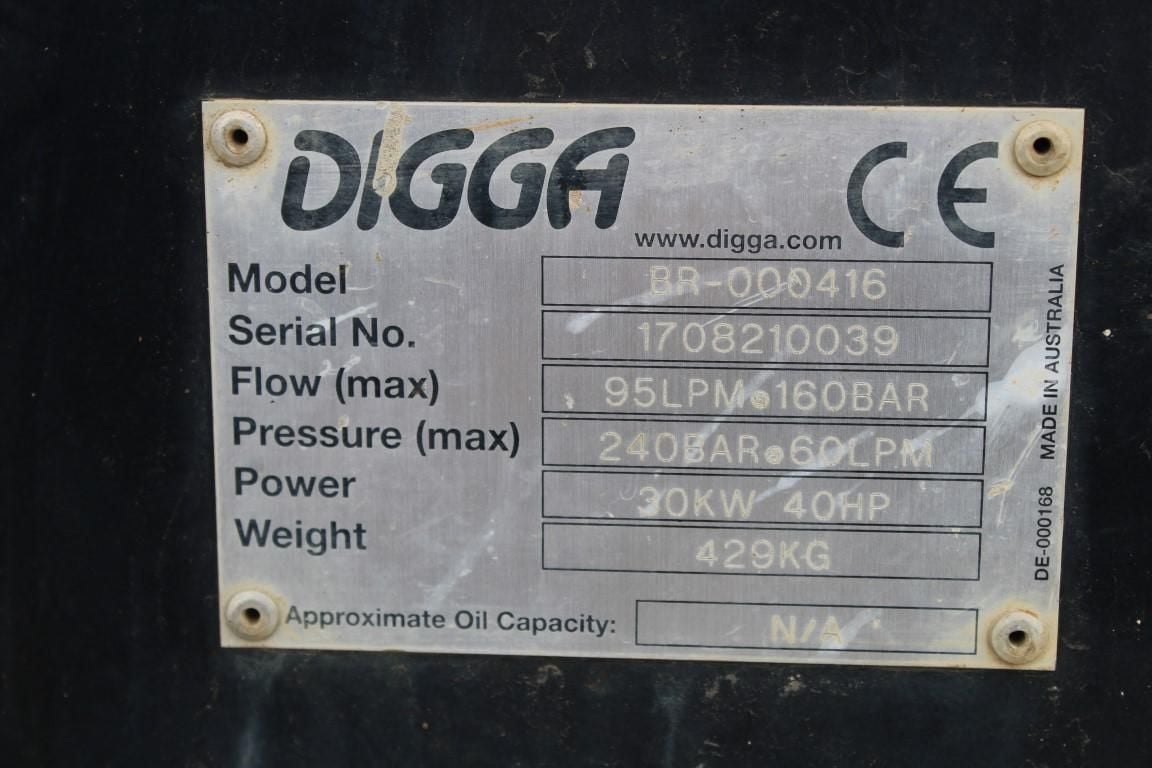 DIGGA
CE
www.digga.com
Model BR-000416
Serial No. 1708210039
Flow (max) 95LPM@160BAR
Pressure (max) 240BAR@60LPM
Power 30KW 40HP
Weight 429KG
Approximate Oil Capacity: N/A
DE-000168 MADE IN AUSTRALIA